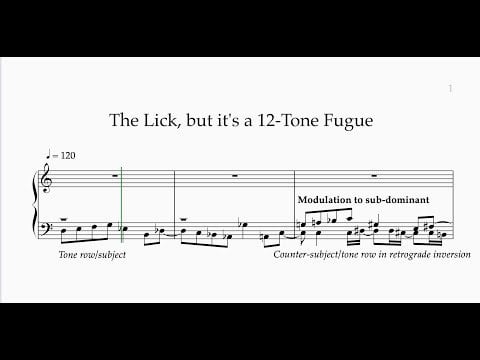 1
The Lick, but it's a 12-Tone Fugue
♩ = 120
Modulation to sub-dominant
Tone row/subject
Counter-subject/tone row in retrograde inversion